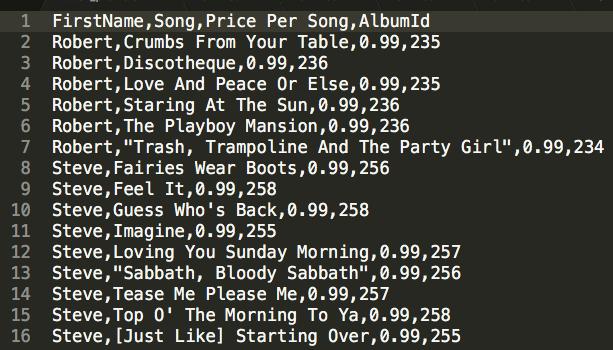 1 FirstName,Song,Price Per Song,AlbumId
2 Robert,Crumbs From Your Table,0.99,235
3 Robert,Discotheque,0.99,236
4 Robert,Love And Peace Or Else,0.99,235
5 Robert,Staring At The Sun,0.99,236
6 Robert,The Playboy Mansion,0.99,236
7 Robert,"Trash, Trampoline And The Party Girl",0.99,234
8 Steve,Fairies Wear Boots,0.99,256
9 Steve,Feel It,0.99,258
10 Steve,Guess Who's Back,0.99,258
11 Steve,Imagine,0.99,255
12 Steve,Loving You Sunday Morning,0.99,257
13 Steve,"Sabbath, Bloody Sabbath",0.99,256
14 Steve,Tease Me Please Me,0.99,257
15 Steve,Top O' The Morning To Ya,0.99,258
16 Steve,[Just Like] Starting Over,0.99,255